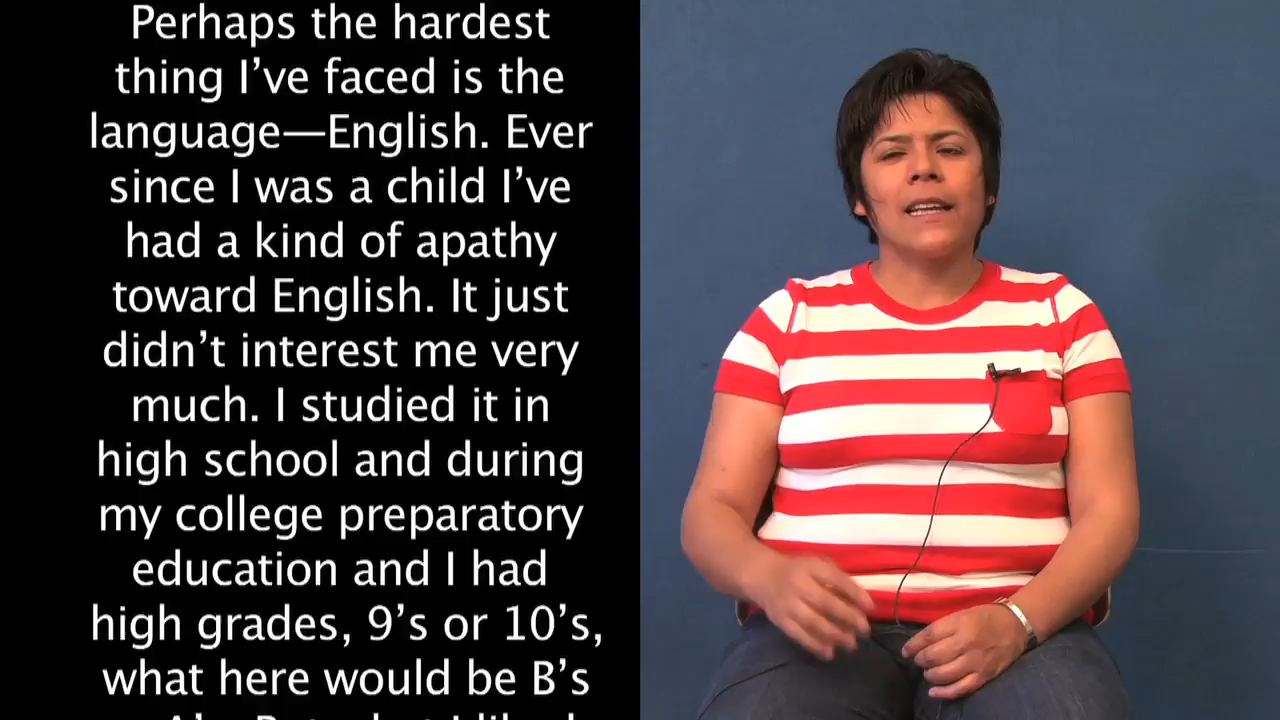 Perhaps the hardest
thing I’ve faced is the
language—English. Ever
since I was a child I’ve
had a kind of apathy
toward English. It just
didn’t interest me very
much. I studied it in
high school and during
my college preparatory
education and I had
high grades, 9’s or 10’s,
what here would be B’s